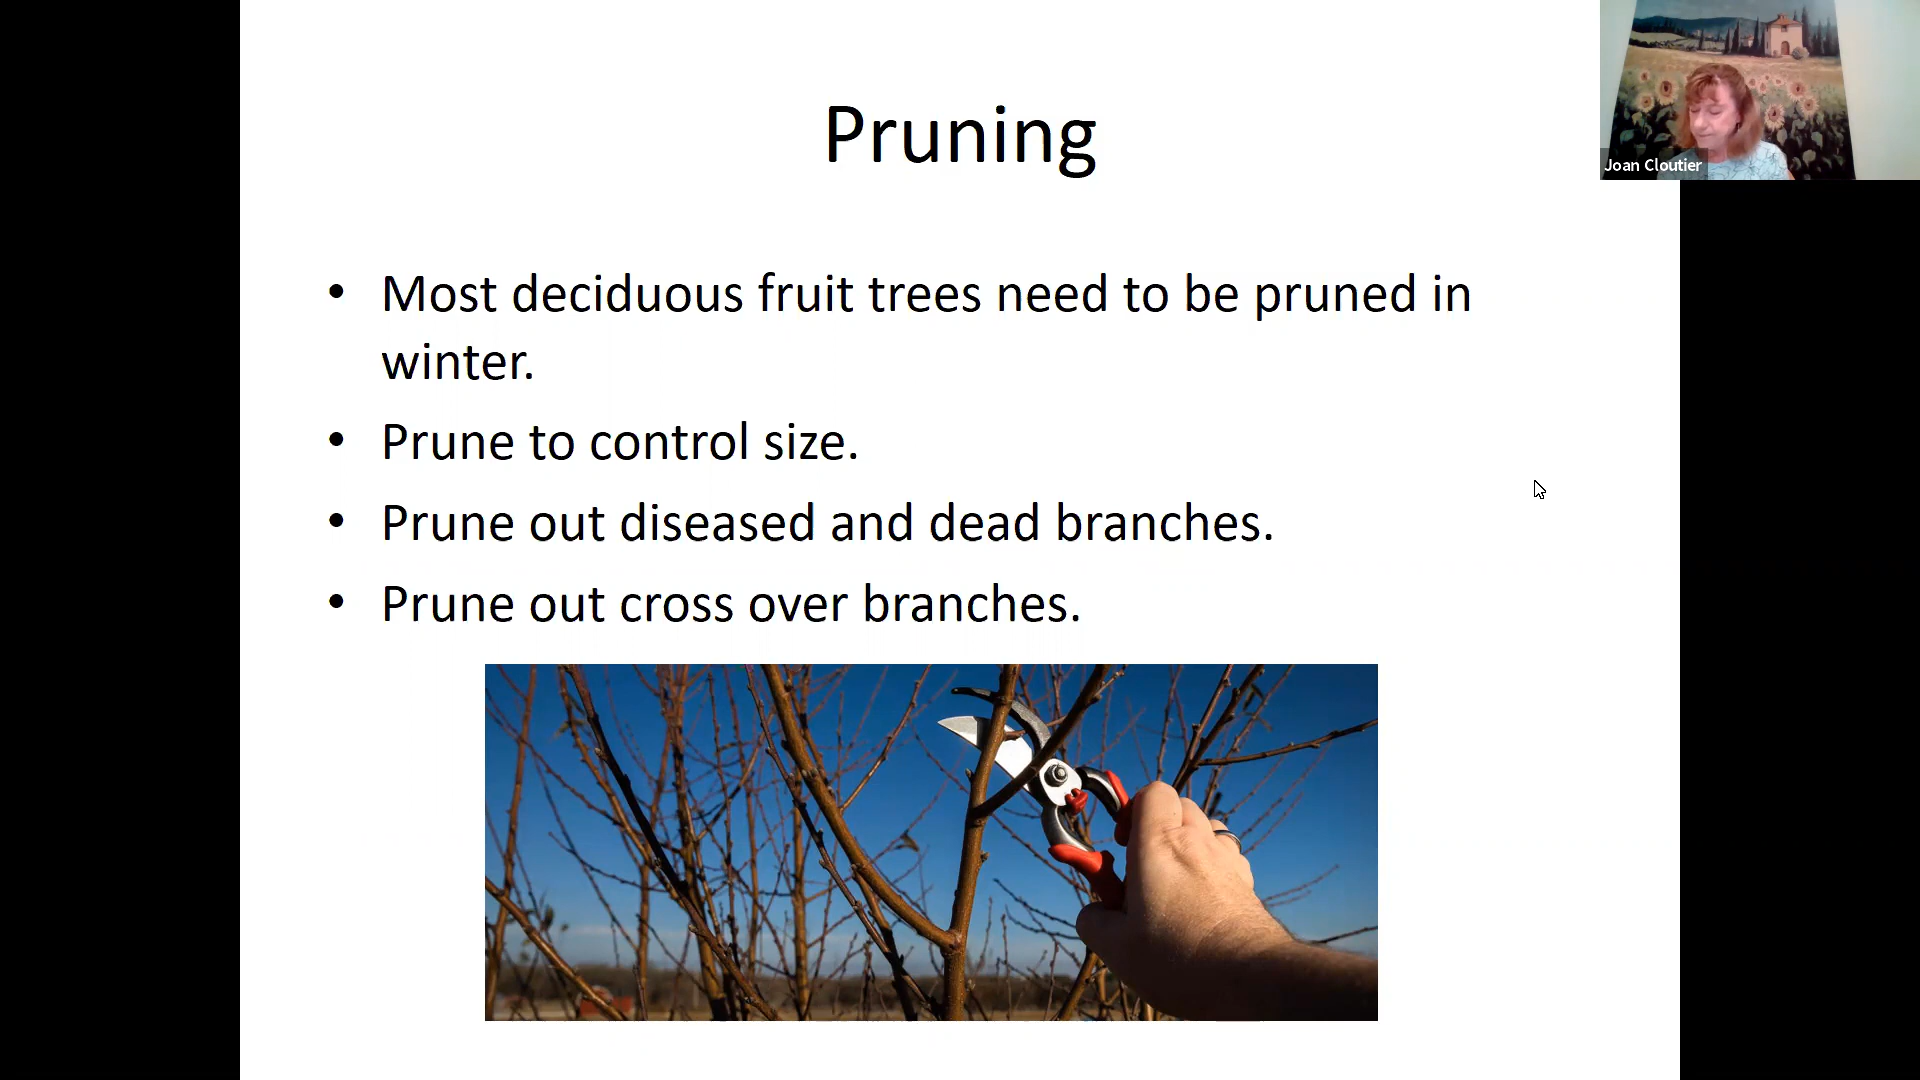 Pruning
Joan Cloutier
• Most deciduous fruit trees need to be pruned in
winter.
• Prune to control size.
• Prune out diseased and dead branches.
• Prune out cross over branches.